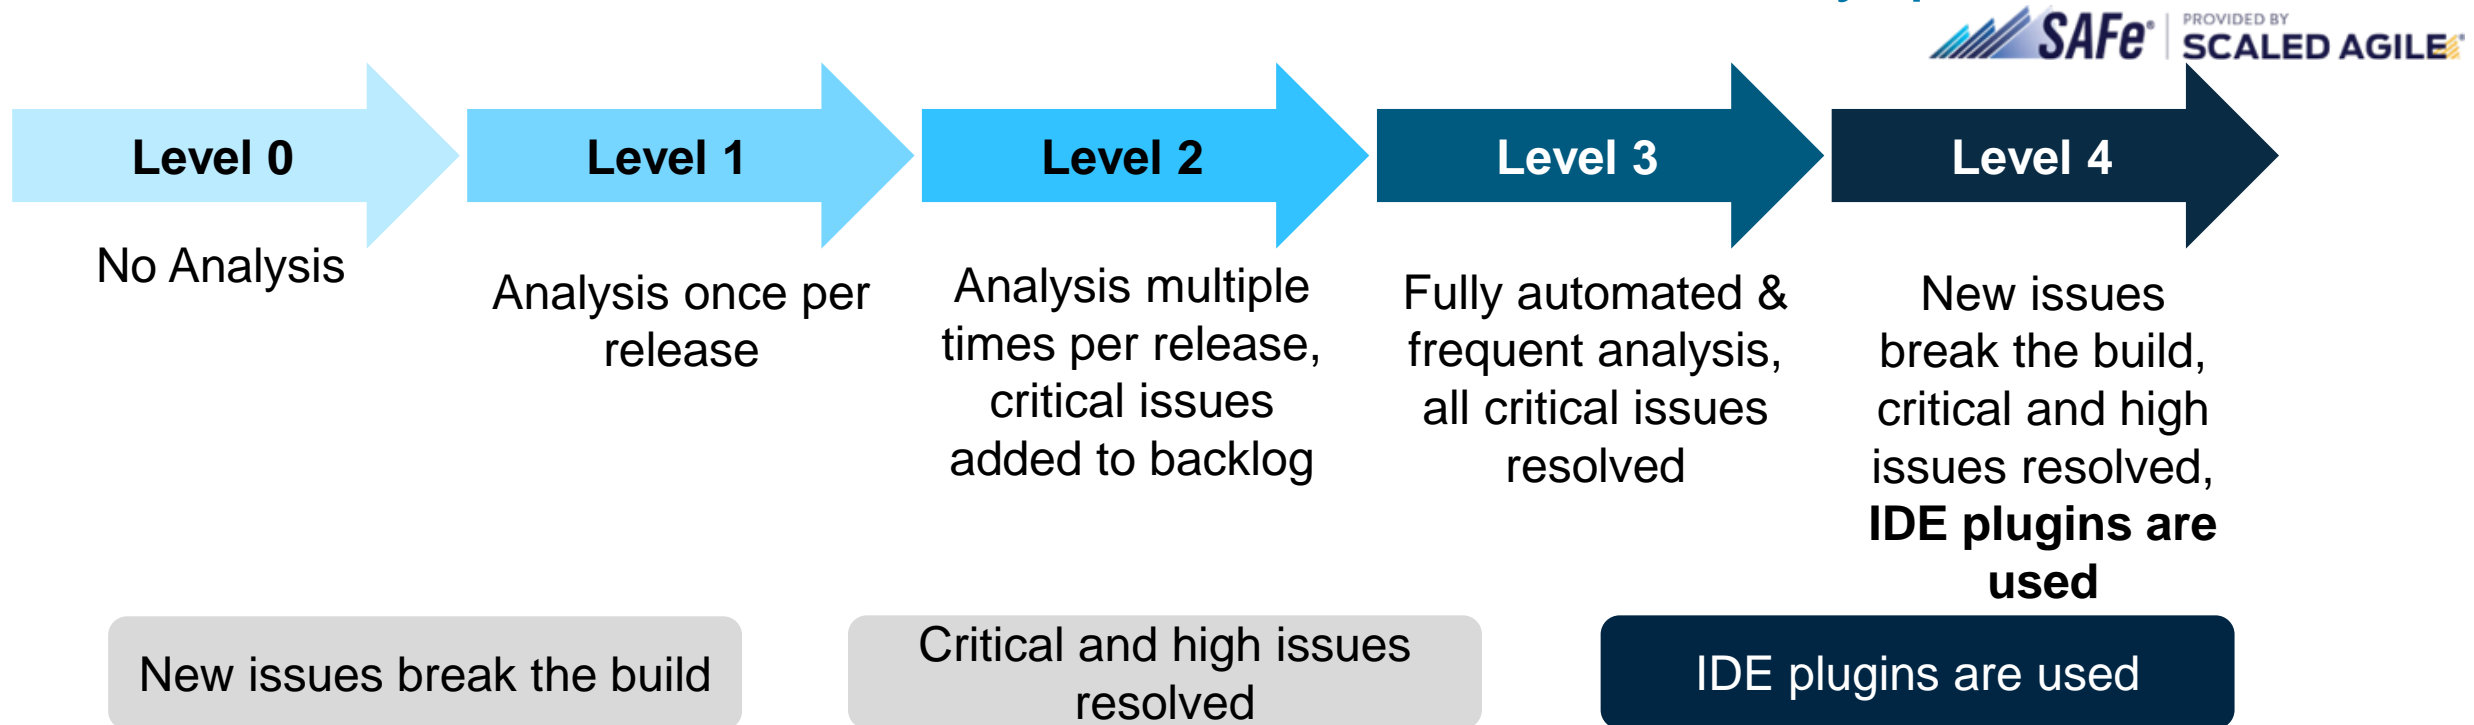 SAFe®
PROVIDED BY
SCALED AGILE®
Level 0
Level 1
Level 2
Level 3
Level 4
No Analysis
Analysis once per
release
Analysis multiple
times per release,
critical issues
added to backlog
Fully automated &
frequent analysis,
all critical issues
resolved
New issues
break the build,
critical and high
issues resolved,
IDE plugins are
used
New issues break the build
Critical and high issues
resolved
IDE plugins are used